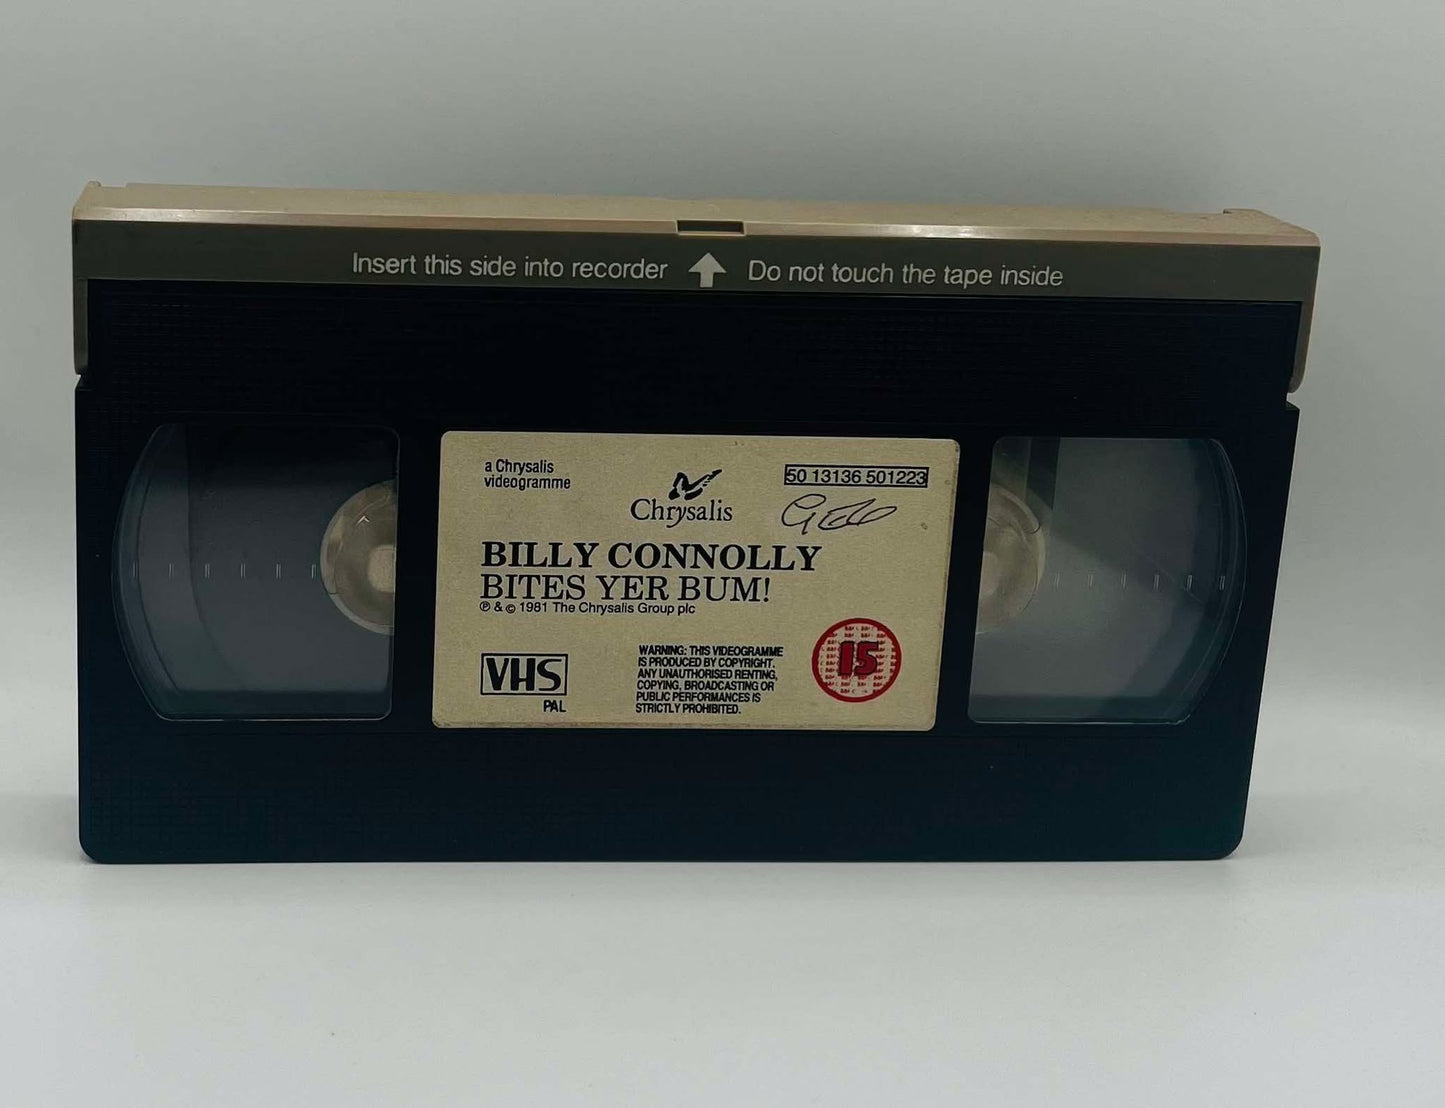 Insert this side into recorder Do not touch the tape inside
a Chrysalis
videogramme
Chrysalis
50 13136 501223
BILLY CONNOLLY
BITES YER BUM!
℗ & © 1981 The Chrysalis Group plc
VHS
PAL
WARNING: THIS VIDEOGRAMME
IS PRODUCED BY COPYRIGHT.
ANY UNAUTHORISED RENTING,
COPYING, BROADCASTING OR
PUBLIC PERFORMANCES IS
STRICTLY PROHIBITED.
15